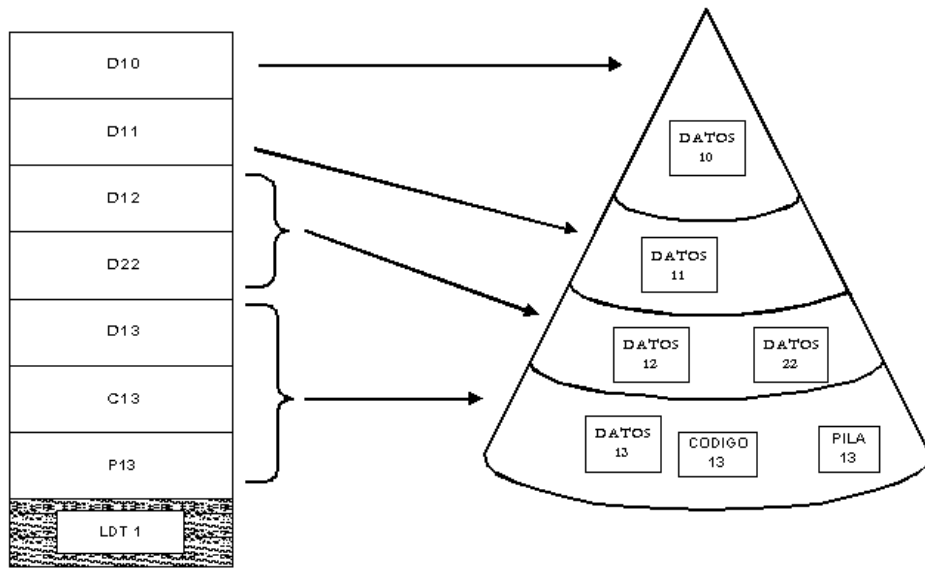 D10
D11
D12
D22
D13
C13
P13
LDT 1
DATOS
10
DATOS
11
DATOS
12
DATOS
22
DATOS
13
CODIGO
13
PILA
13